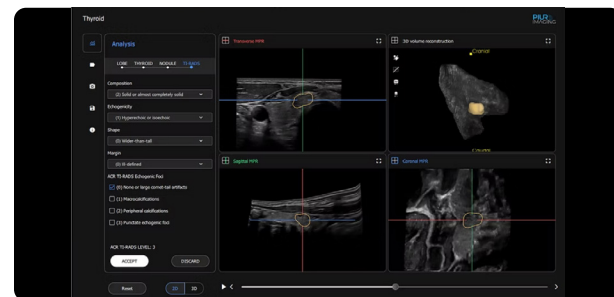 Thyroid
PIUR
Analysis
LOBE THYROID NODULE TI-RADS
Composition
(2) Solid or almost completely solid
Echogenicity
(1) Hyperechoic or isoechoic
Shape
(0) Wider-than-tall
Margin
(0) Ill-defined
ACR TI-RADS Echogenic Foci
(0) None or large comet-tail artifacts
(1) Macrocalcifications
(2) Peripheral calcifications
(3) Punctate echogenic foci
ACR TI-RADS LEVEL: 3
ACCEPT DISCARD
Reset 2D 3D
Transverse MPR
3D volume reconstruction
Cranial
Caudal
Sagittal MPR
Coronal MPR